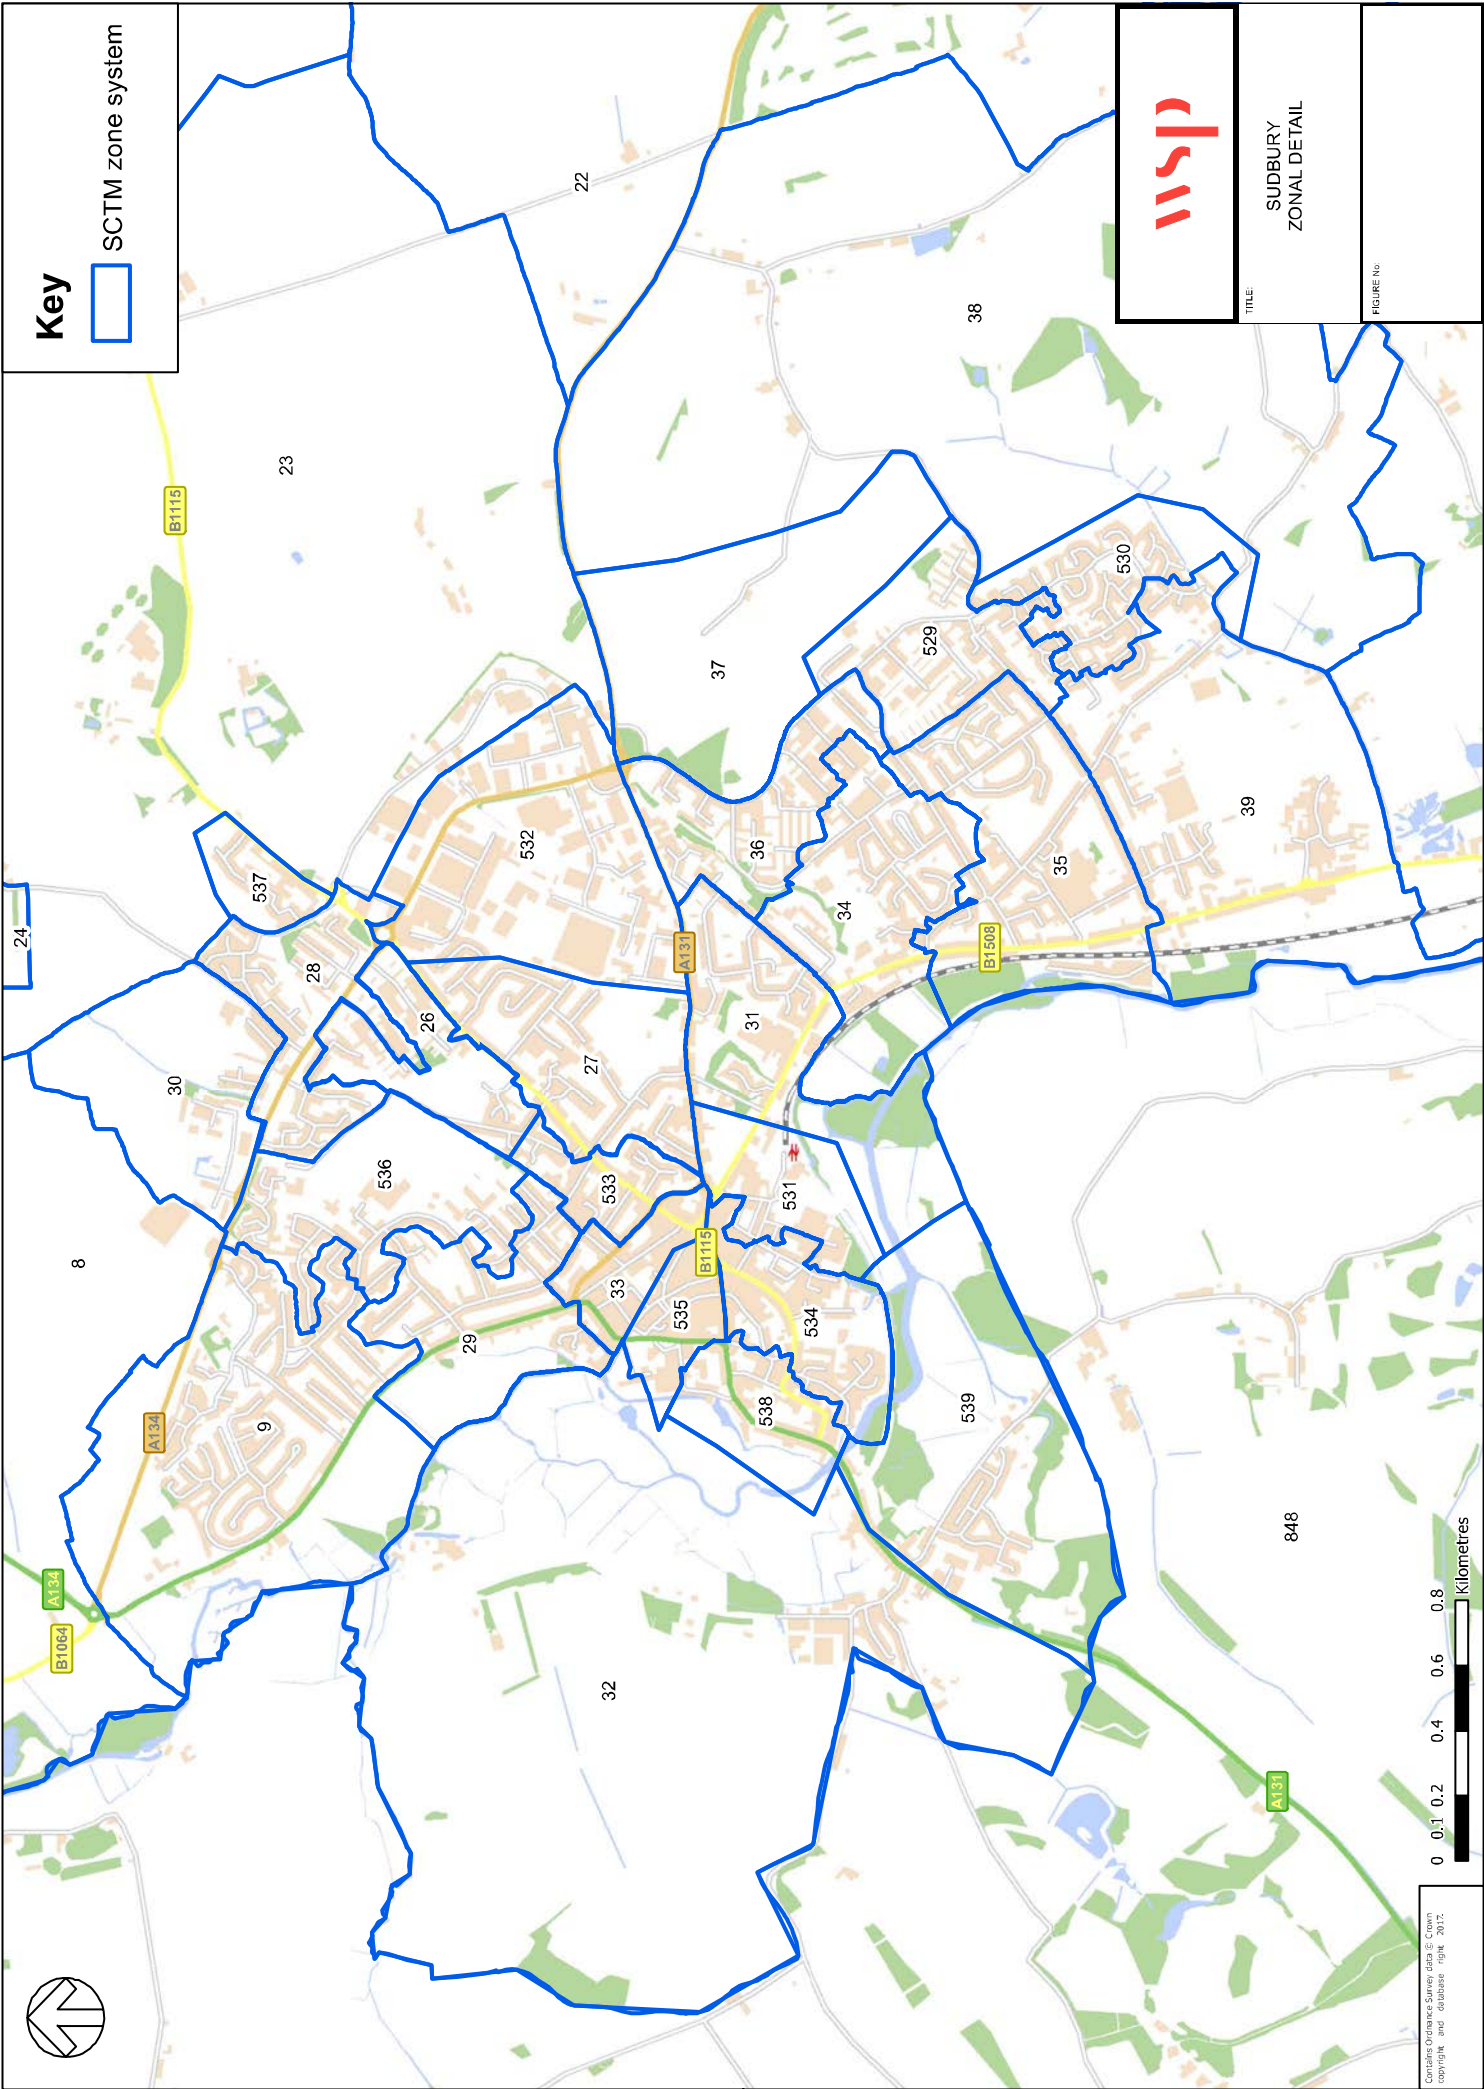 Key
SCTM zone system
wsp
TITLE:
SUDBURY
ZONAL DETAIL
FIGURE No:
B1115
23
22
38
24
537
28
532
37
529
530
30
26
27
A131
36
34
35
39
31
B1508
8
536
533
531
B1115
33
535
534
29
9
A134
538
539
A134
B1064
32
848
A131
0 0.1 0.2 0.4 0.6 0.8
Kilometres
Contains Ordnance Survey data © Crown
copyright and database right 2017.